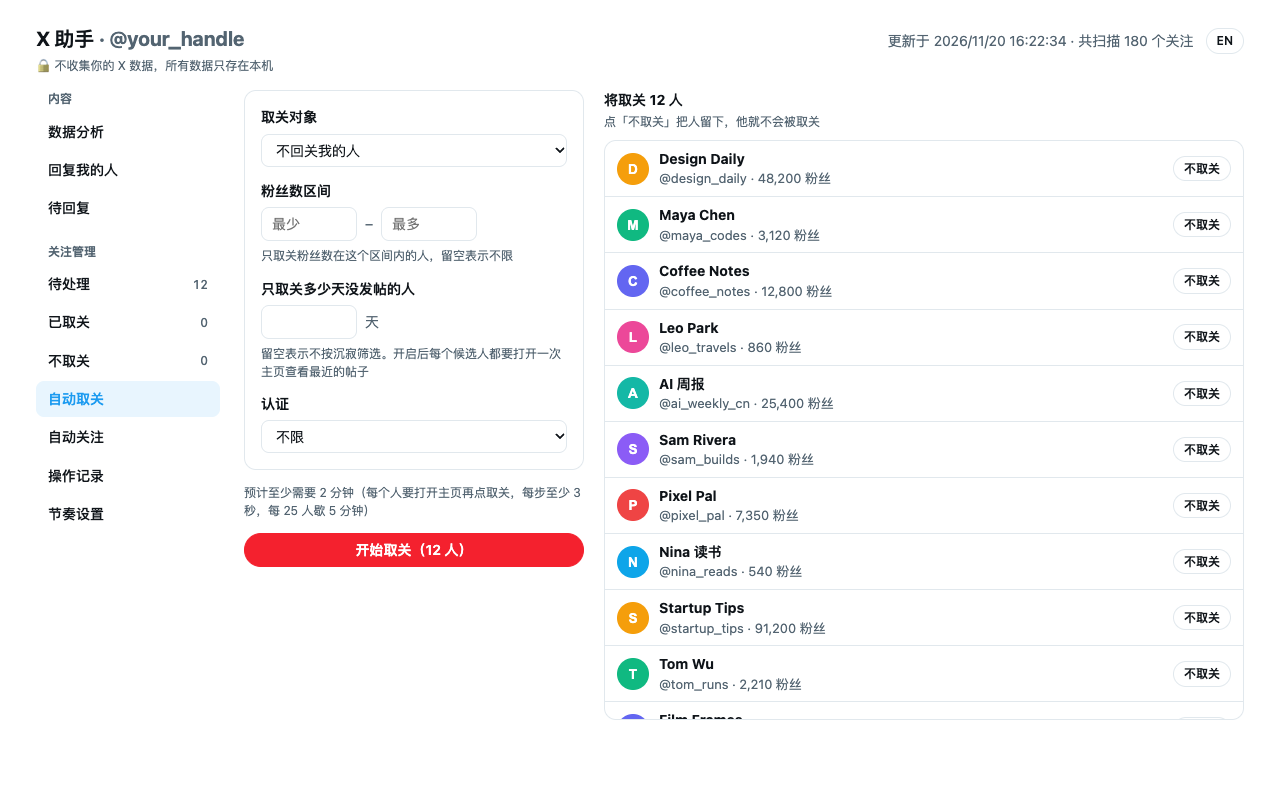 X 助手 · @your_handle
🔒 不收集你的 X 数据，所有数据只存在本机
更新于 2026/11/20 16:22:34 · 共扫描 180 个关注
EN
内容
数据分析
回复我的人
待回复
关注管理
待处理 12
已取关 0
不取关 0
自动取关
自动关注
操作记录
节奏设置
取关对象
不回关我的人
粉丝数区间
最少 – 最多
只取关粉丝数在这个区间内的人，留空表示不限
只取关多少天没发帖的人
天
留空表示不按沉寂筛选。开启后每个候选人都要打开一次
主页查看最近的帖子
认证
不限
预计至少需要 2 分钟（每个人要打开主页再点取关，每步至少 3
秒，每 25 人歇 5 分钟）
开始取关（12 人）
将取关 12 人
点「不取关」把人留下，他就不会被取关
D
Design Daily
@design_daily · 48,200 粉丝
不取关
M
Maya Chen
@maya_codes · 3,120 粉丝
不取关
C
Coffee Notes
@coffee_notes · 12,800 粉丝
不取关
L
Leo Park
@leo_travels · 860 粉丝
不取关
A
AI 周报
@ai_weekly_cn · 25,400 粉丝
不取关
S
Sam Rivera
@sam_builds · 1,940 粉丝
不取关
P
Pixel Pal
@pixel_pal · 7,350 粉丝
不取关
N
Nina 读书
@nina_reads · 540 粉丝
不取关
S
Startup Tips
@startup_tips · 91,200 粉丝
不取关
T
Tom Wu
@tom_runs · 2,210 粉丝
不取关
Film Frames